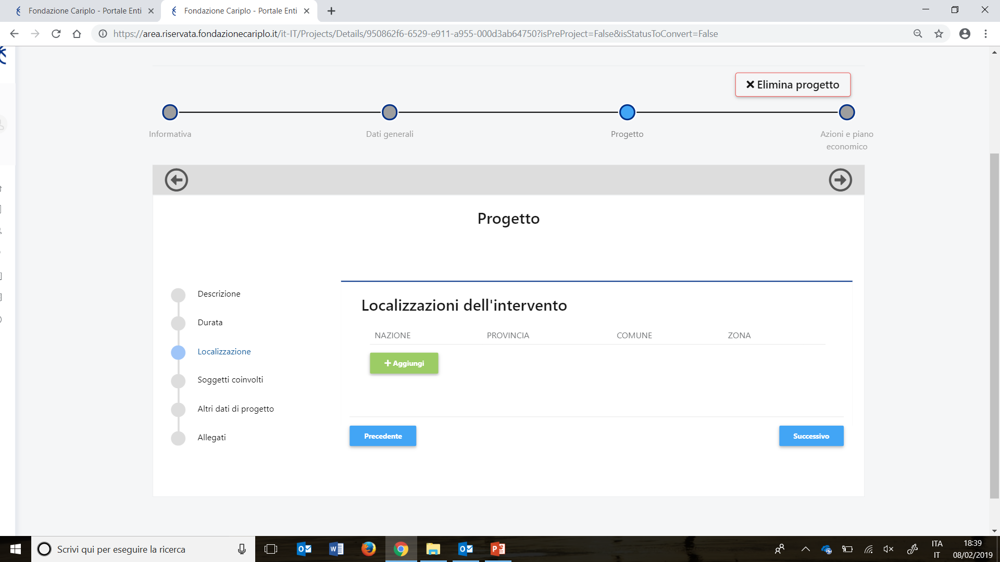 Fondazione Cariplo - Portale Enti
Fondazione Cariplo - Portale Enti
https://area.riservata.fondazionecariplo.it/it-IT/Projects/Details/950862f6-6529-e911-a955-000d3ab64750?isPreProject=False&isStatusToConvert=False
Elimina progetto
Informativa
Dati generali
Progetto
Azioni e piano
economico
Progetto
Descrizione
Durata
Localizzazione
Soggetti coinvolti
Altri dati di progetto
Allegati
Localizzazioni dell'intervento
NAZIONE PROVINCIA COMUNE ZONA
+ Aggiungi
Precedente
Successivo
Scrivi qui per eseguire la ricerca
ITA
IT
18:39
08/02/2019